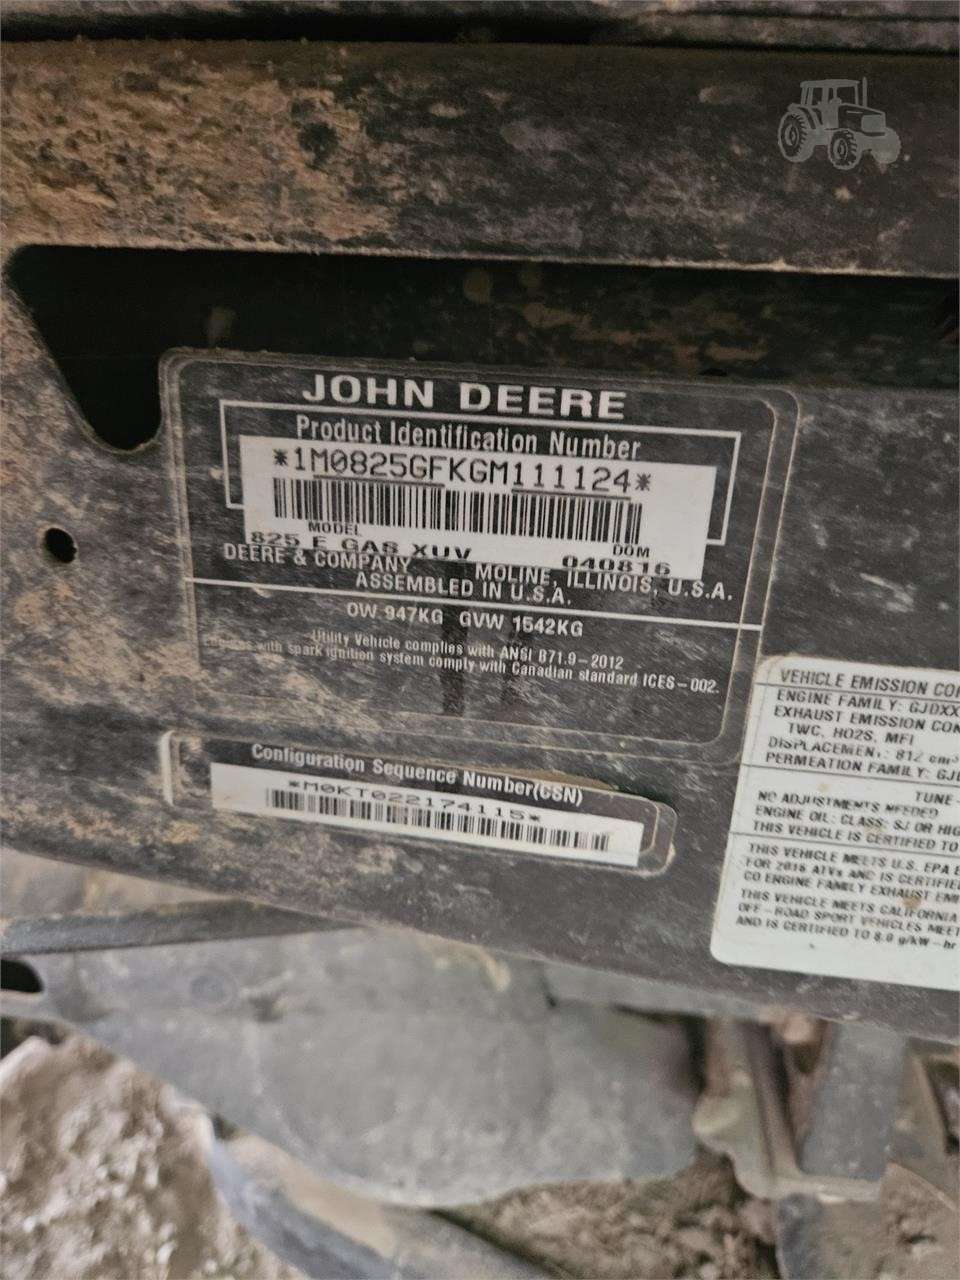 JOHN DEERE
Product Identification Number
*1M0825GFKGM111124*
MODEL DOM
825 E GAS XUV 040816
DEERE & COMPANY MOLINE, ILLINOIS, U.S.A.
ASSEMBLED IN U.S.A.
OW 947KG GVW 1542KG
Utility Vehicle complies with ANSI B71.9-2012
with spark ignition system comply with Canadian standard ICES-002.
Configuration Sequence Number(CSN)
*M0KT022174115*
VEHICLE EMISSION
ENGINE FAMILY:
EXHAUST EMISSION
TWC, HO2S, MFI
DISPLACEMENT: 812 cm³
PERMEATION FAMILY:
TUNE-
NO ADJUSTMENTS NEEDED
ENGINE OIL: CLASS: SJ OR
THIS VEHICLE IS CERTIFIED TO
THIS VEHICLE MEETS U.S. EPA
FOR 2016 ATVs AND IS
CO ENGINE FAMILY EXHAUST
THIS VEHICLE MEETS CALIFORNIA
OFF-ROAD SPORT VEHICLES
AND IS CERTIFIED TO 8.0 g/kW-hr